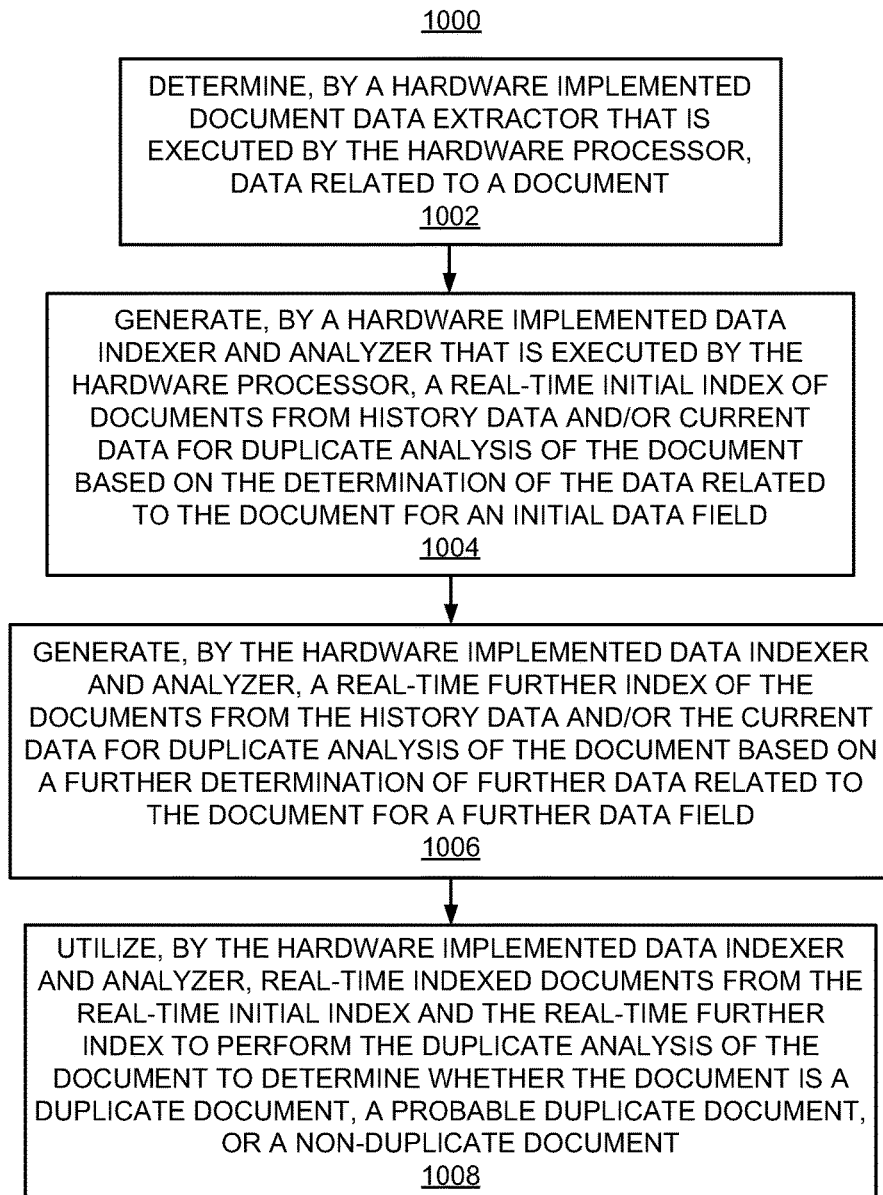 1000
DETERMINE, BY A HARDWARE IMPLEMENTED
DOCUMENT DATA EXTRACTOR THAT IS
EXECUTED BY THE HARDWARE PROCESSOR,
DATA RELATED TO A DOCUMENT
1002
GENERATE, BY A HARDWARE IMPLEMENTED DATA
INDEXER AND ANALYZER THAT IS EXECUTED BY THE
HARDWARE PROCESSOR, A REAL-TIME INITIAL INDEX OF
DOCUMENTS FROM HISTORY DATA AND/OR CURRENT
DATA FOR DUPLICATE ANALYSIS OF THE DOCUMENT
BASED ON THE DETERMINATION OF THE DATA RELATED
TO THE DOCUMENT FOR AN INITIAL DATA FIELD
1004
GENERATE, BY THE HARDWARE IMPLEMENTED DATA INDEXER
AND ANALYZER, A REAL-TIME FURTHER INDEX OF THE
DOCUMENTS FROM THE HISTORY DATA AND/OR THE CURRENT
DATA FOR DUPLICATE ANALYSIS OF THE DOCUMENT BASED ON
A FURTHER DETERMINATION OF FURTHER DATA RELATED TO
THE DOCUMENT FOR A FURTHER DATA FIELD
1006
UTILIZE, BY THE HARDWARE IMPLEMENTED DATA INDEXER
AND ANALYZER, REAL-TIME INDEXED DOCUMENTS FROM THE
REAL-TIME INITIAL INDEX AND THE REAL-TIME FURTHER
INDEX TO PERFORM THE DUPLICATE ANALYSIS OF THE
DOCUMENT TO DETERMINE WHETHER THE DOCUMENT IS A
DUPLICATE DOCUMENT, A PROBABLE DUPLICATE DOCUMENT,
OR A NON-DUPLICATE DOCUMENT
1008